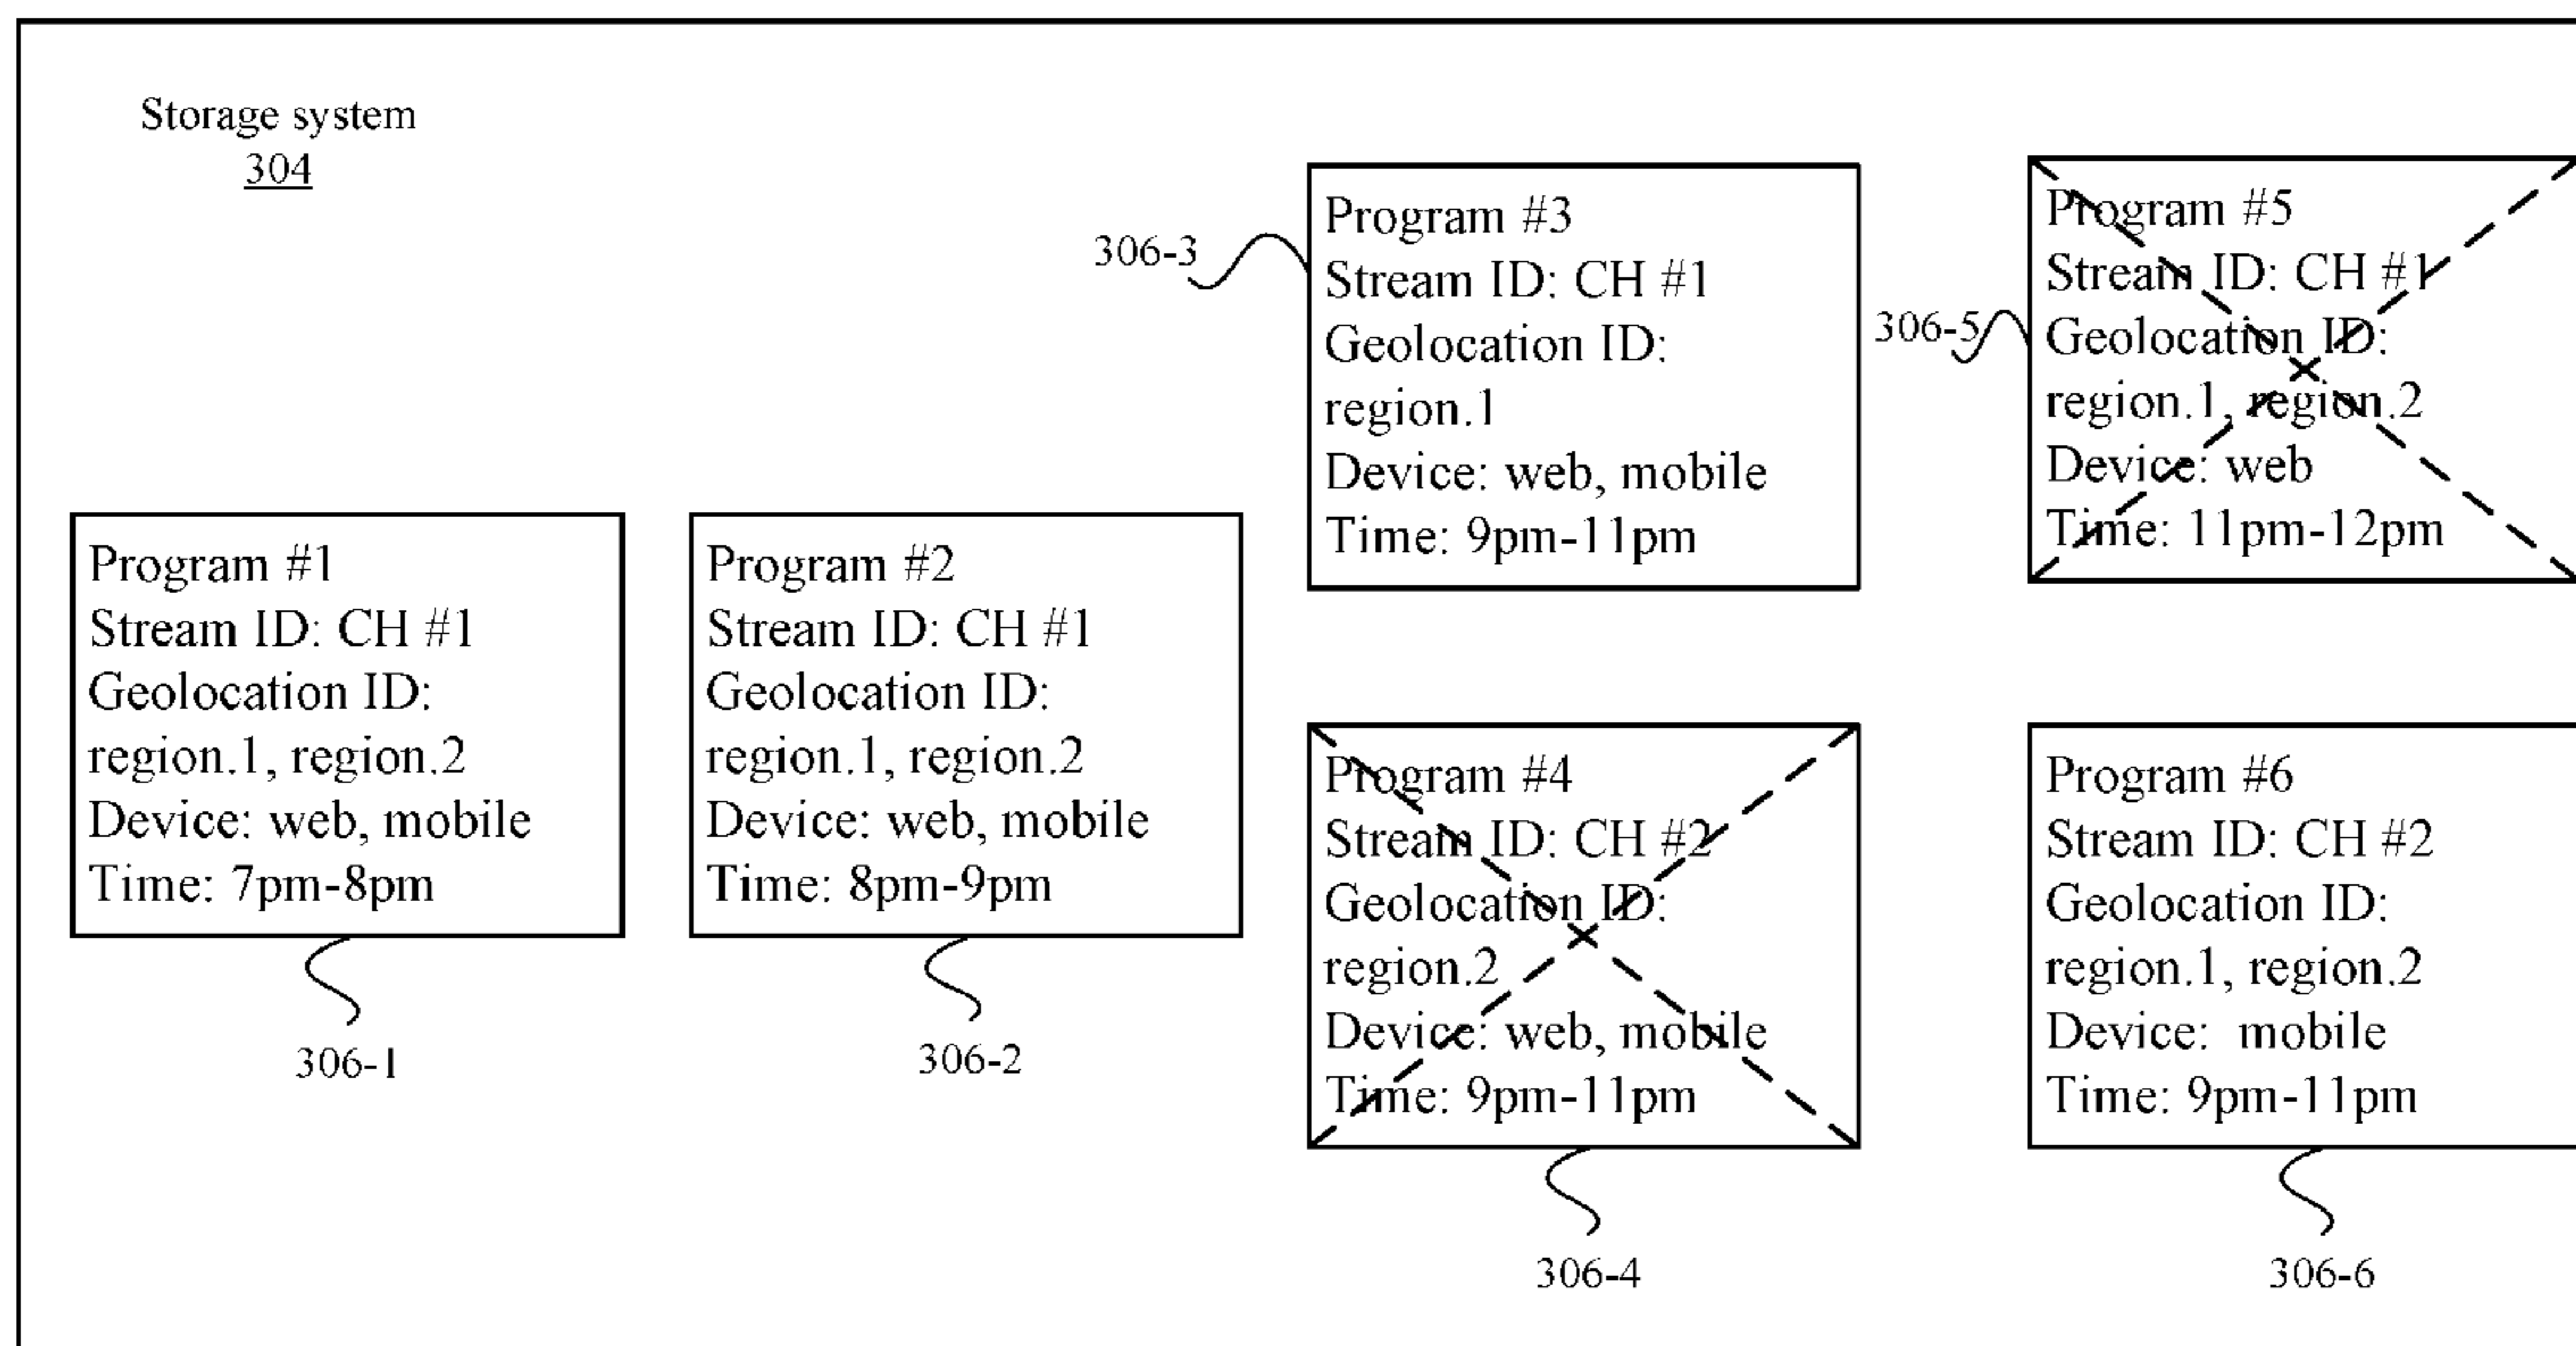 Storage system
304
Program #1
Stream ID: CH #1
Geolocation ID:
region.1, region.2
Device: web, mobile
Time: 7pm-8pm
306-1
Program #2
Stream ID: CH #1
Geolocation ID:
region.1, region.2
Device: web, mobile
Time: 8pm-9pm
306-2
306-3
Program #3
Stream ID: CH #1
Geolocation ID:
region.1
Device: web, mobile
Time: 9pm-11pm
Program #4
Stream ID: CH #2
Geolocation ID:
region.2
Device: web, mobile
Time: 9pm-11pm
306-4
306-5
Program #5
Stream ID: CH #1
Geolocation ID:
region.1, region.2
Device: web
Time: 11pm-12pm
Program #6
Stream ID: CH #2
Geolocation ID:
region.1, region.2
Device: mobile
Time: 9pm-11pm
306-6